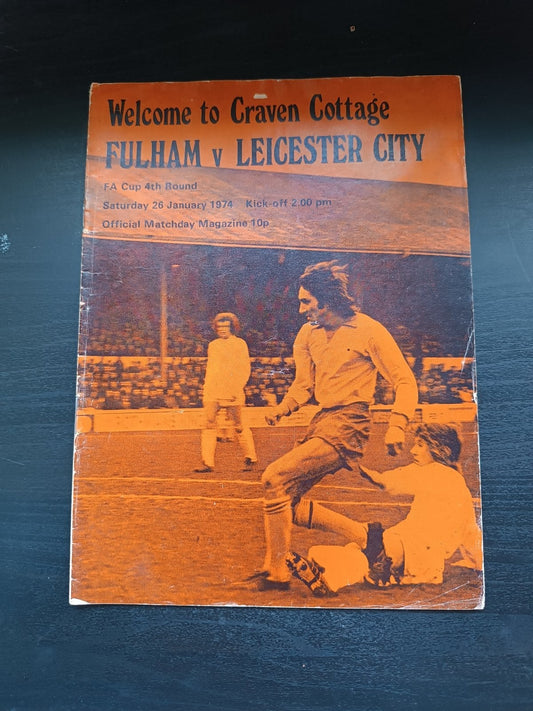 Welcome to Craven Cottage
FULHAM v LEICESTER CITY
FA Cup 4th Round
Saturday 26 January 1974 Kick-off 2.00 pm
Official Matchday Magazine 10p